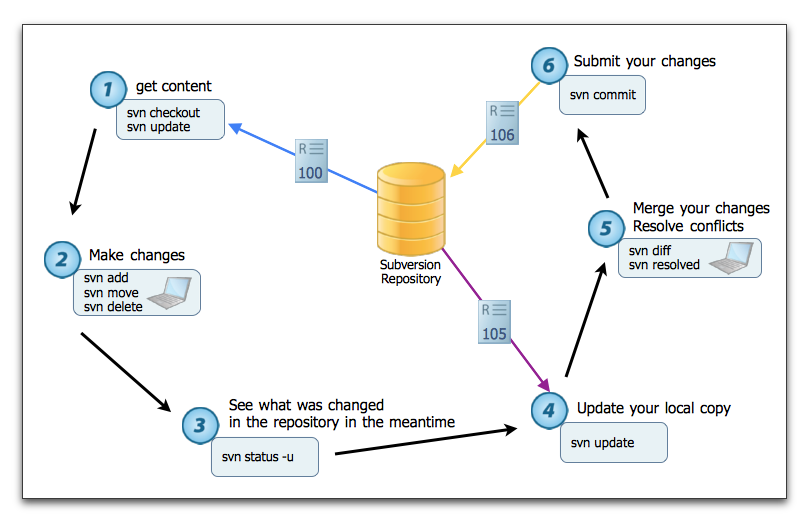 1
get content
svn checkout
svn update
2
Make changes
svn add
svn move
svn delete
3
See what was changed
in the repository in the meantime
svn status -u
4
Update your local copy
svn update
5
Merge your changes
Resolve conflicts
svn diff
svn resolved
6
Submit your changes
svn commit
R
100
R
106
R
105
Subversion
Repository